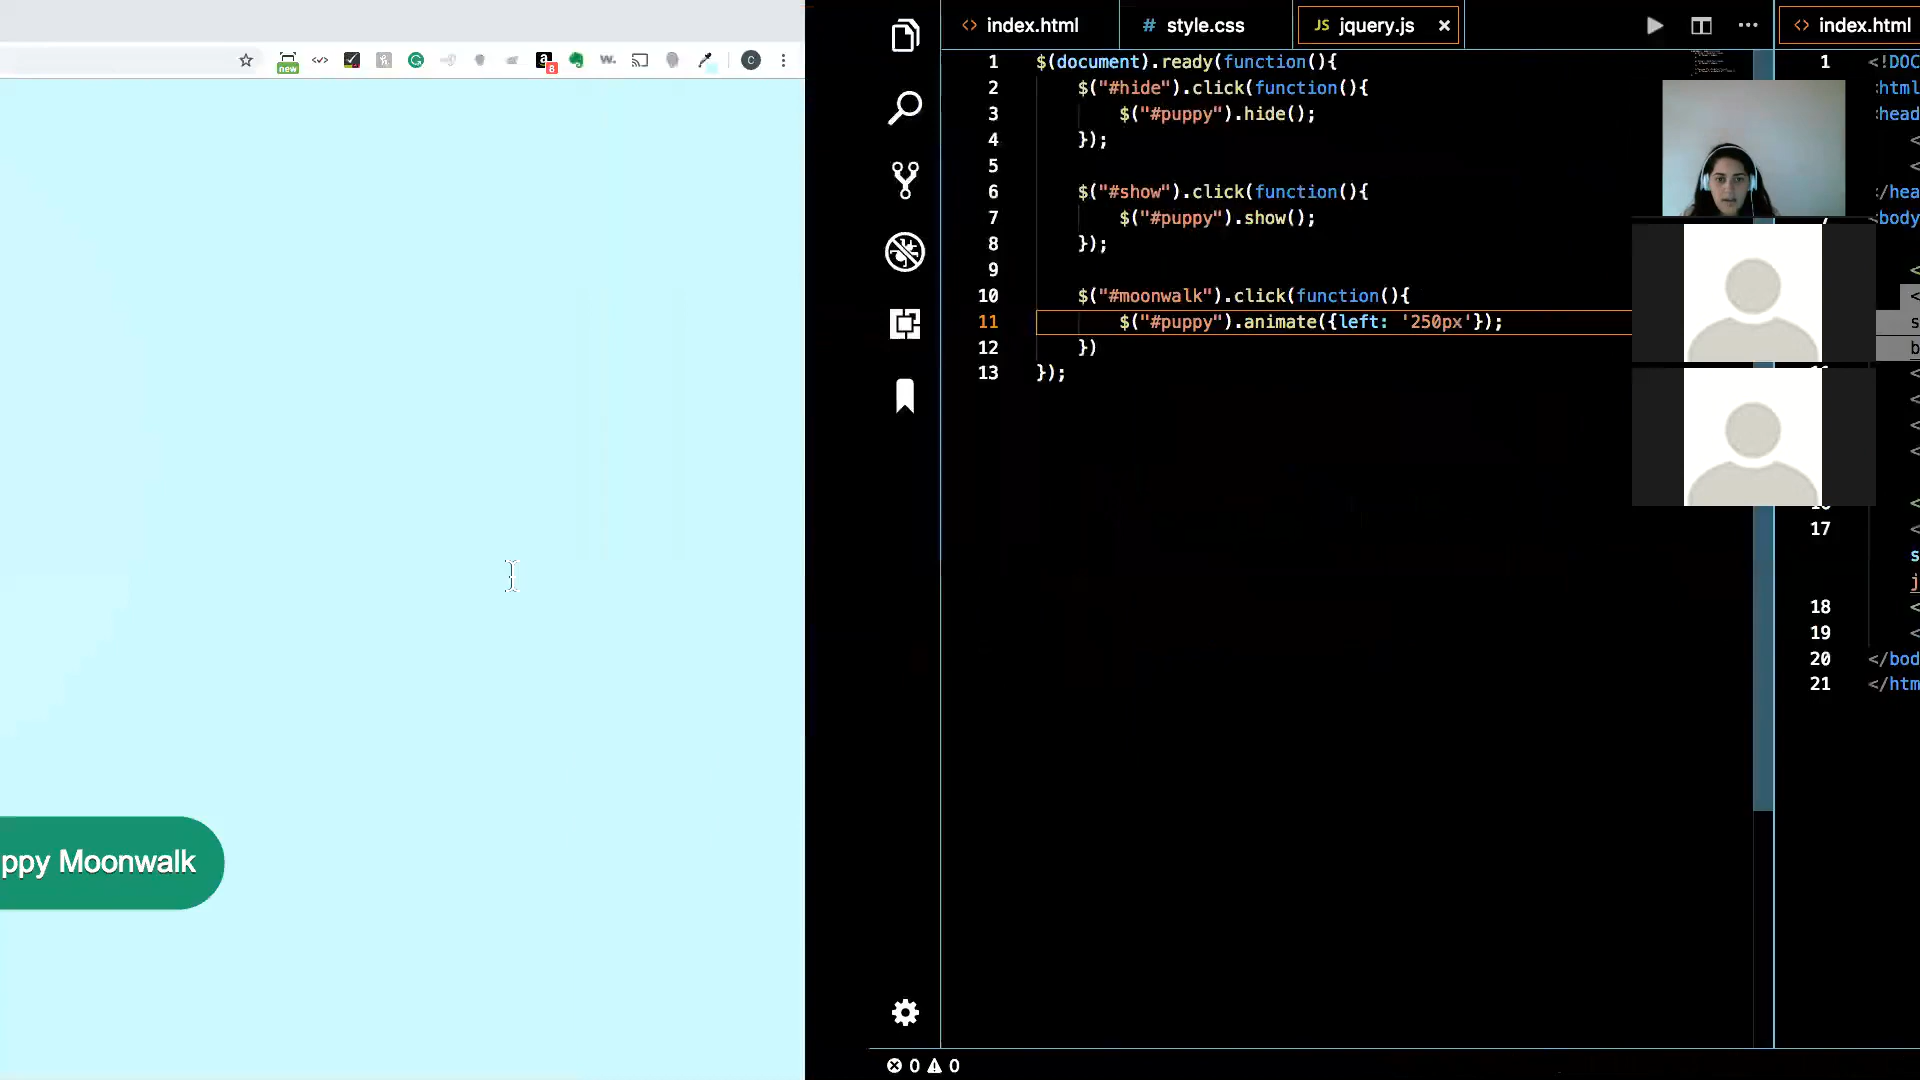 new
8
C
ppy Moonwalk
index.html
style.css
JS jquery.js
1 $(document).ready(function(){
2 $("#hide").click(function(){
3 $("#puppy").hide();
4 });
5
6 $("#show").click(function(){
7 $("#puppy").show();
8 });
9
10 $("#moonwalk").click(function(){
11 $("#puppy").animate({left: '250px'});
12 })
13 });
0 0
index.html
1 <!DOC
html
head
<
<
/hea
body
<
<
s
b
<
<
<
<
<
17 <
s
j
18 <
19 <
20 </bod
21 </htm